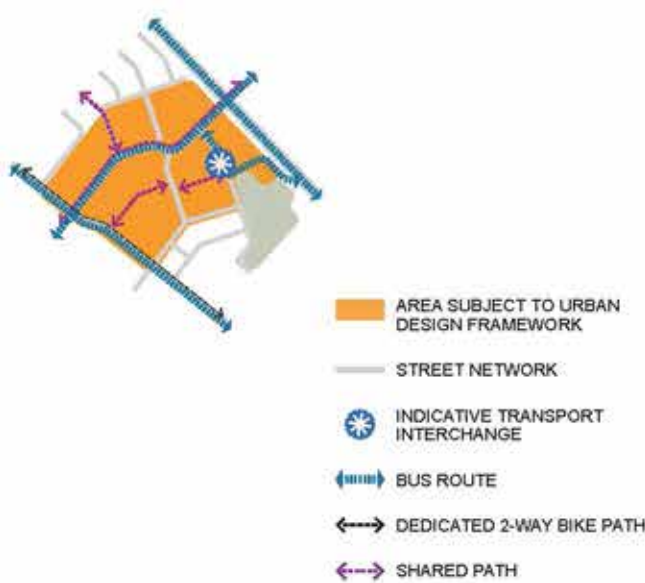 AREA SUBJECT TO URBAN
DESIGN FRAMEWORK
STREET NETWORK
INDICATIVE TRANSPORT
INTERCHANGE
BUS ROUTE
DEDICATED 2-WAY BIKE PATH
SHARED PATH